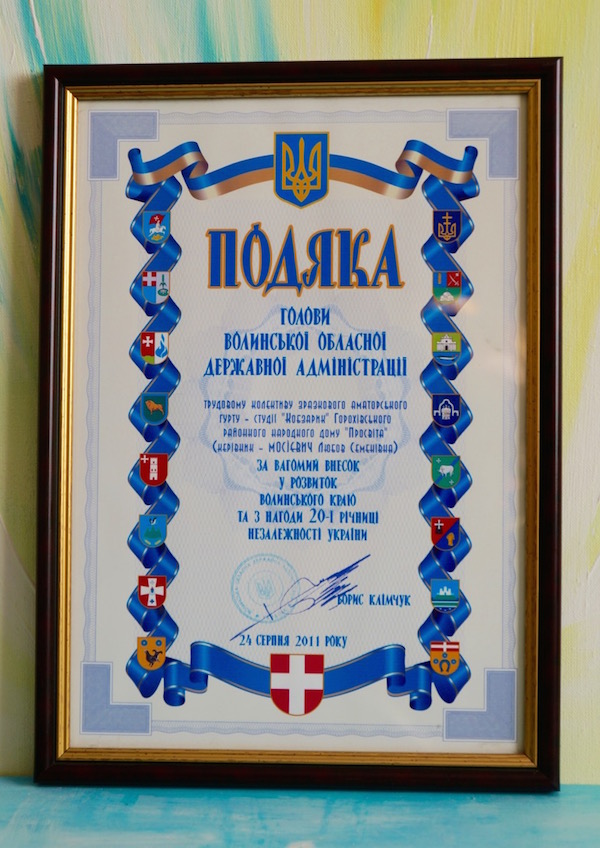 ПОДЯКА
ГОЛОВИ
ВОЛИНСЬКОЇ ОБЛАСНОЇ
ДЕРЖАВНОЇ АДМІНІСТРАЦІЇ
ТРУДОВОМУ КОЛЕКТИВУ ЗРАЗКОВОГО АМАТОРСЬКОГО
ГУРТУ - СТУДІЇ "КОБЗАРИК" ГОРОХІВСЬКОГО
РАЙОННОГО НАРОДНОГО ДОМУ "ПРОСВІТА"
(КЕРІВНИК - МОСІЄВИЧ ЛЮБОВ СЕМЕНІВНА)
ЗА ВАГОМИЙ ВНЕСОК
У РОЗВИТОК
ВОЛИНСЬКОГО КРАЮ
ТА З НАГОДИ 20-Ї РІЧНИЦІ
НЕЗАЛЕЖНОСТІ УКРАЇНИ
БОРИС КЛІМЧУК
24 СЕРПНЯ 2011 РОКУ